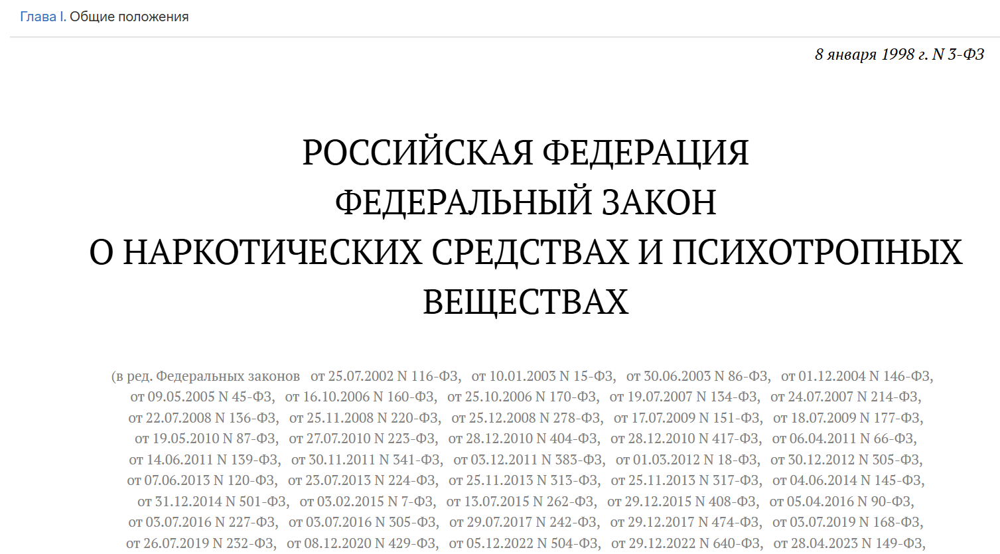 Глава I. Общие положения
8 января 1998 г. N 3-ФЗ
РОССИЙСКАЯ ФЕДЕРАЦИЯ
ФЕДЕРАЛЬНЫЙ ЗАКОН
О НАРКОТИЧЕСКИХ СРЕДСТВАХ И ПСИХОТРОПНЫХ
ВЕЩЕСТВАХ
(в ред. Федеральных законов от 25.07.2002 N 116-ФЗ, от 10.01.2003 N 15-ФЗ, от 30.06.2003 N 86-ФЗ, от 01.12.2004 N 146-ФЗ,
от 09.05.2005 N 45-ФЗ, от 16.10.2006 N 160-ФЗ, от 25.10.2006 N 170-ФЗ, от 19.07.2007 N 134-ФЗ, от 24.07.2007 N 214-ФЗ,
от 22.07.2008 N 136-ФЗ, от 25.11.2008 N 220-ФЗ, от 25.12.2008 N 278-ФЗ, от 17.07.2009 N 151-ФЗ, от 18.07.2009 N 177-ФЗ,
от 19.05.2010 N 87-ФЗ, от 27.07.2010 N 223-ФЗ, от 28.12.2010 N 404-ФЗ, от 28.12.2010 N 417-ФЗ, от 06.04.2011 N 66-ФЗ,
от 14.06.2011 N 139-ФЗ, от 30.11.2011 N 341-ФЗ, от 03.12.2011 N 383-ФЗ, от 01.03.2012 N 18-ФЗ, от 30.12.2012 N 305-ФЗ,
от 07.06.2013 N 120-ФЗ, от 23.07.2013 N 224-ФЗ, от 25.11.2013 N 313-ФЗ, от 25.11.2013 N 317-ФЗ, от 04.06.2014 N 145-ФЗ,
от 31.12.2014 N 501-ФЗ, от 03.02.2015 N 7-ФЗ, от 13.07.2015 N 262-ФЗ, от 29.12.2015 N 408-ФЗ, от 05.04.2016 N 90-ФЗ,
от 03.07.2016 N 227-ФЗ, от 03.07.2016 N 305-ФЗ, от 29.07.2017 N 242-ФЗ, от 29.12.2017 N 474-ФЗ, от 03.07.2019 N 168-ФЗ,
от 26.07.2019 N 232-ФЗ, от 08.12.2020 N 429-ФЗ, от 05.12.2022 N 504-ФЗ, от 29.12.2022 N 640-ФЗ, от 28.04.2023 N 149-ФЗ,